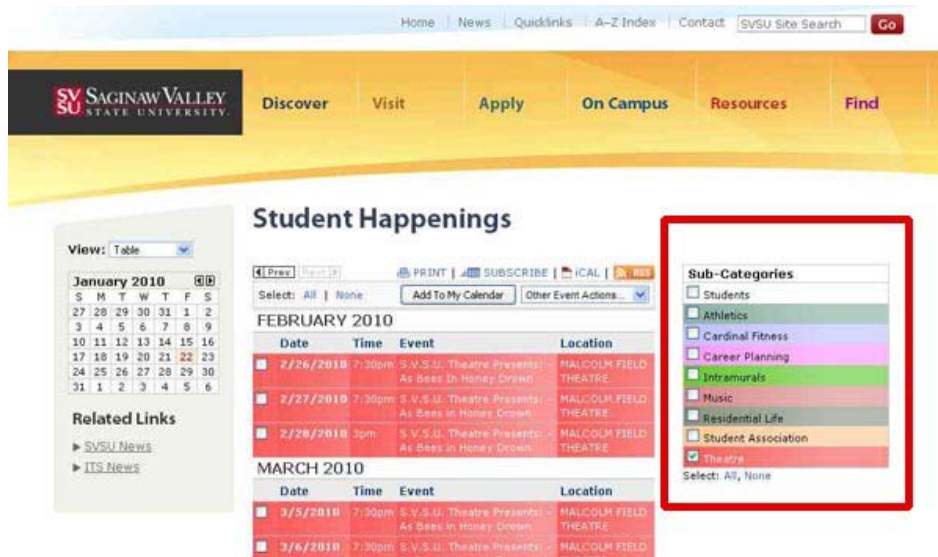 Home News Quicklinks A–Z Index Contact SVSU Site Search Go
SVSU SAGINAW VALLEY STATE UNIVERSITY.
Discover Visit Apply On Campus Resources Find
Student Happenings
View: Table
January 2010
S M T W T F S
27 28 29 30 31 1 2
3 4 5 6 7 8 9
10 11 12 13 14 15 16
17 18 19 20 21 22 23
24 25 26 27 28 29 30
31 1 2 3 4 5 6
Related Links
SVSU News
ITS News
Prev Next PRINT | SUBSCRIBE | iCAL | RSS
Select: All | None Add To My Calendar Other Event Actions...
FEBRUARY 2010
Date Time Event Location
2/26/2010 7:30pm S.V.S.U. Theatre Presents: - MALCOLM FIELD
As Bees In Honey Drown THEATRE
2/27/2010 7:30pm S.V.S.U. Theatre Presents: - MALCOLM FIELD
As Bees in Honey Drown THEATRE
2/28/2010 3pm S.V.S.U. Theatre Presents: - MALCOLM FIELD
As Bees in Honey Drown THEATRE
MARCH 2010
Date Time Event Location
3/5/2010 7:30pm S.V.S.U. Theatre Presents: - MALCOLM FIELD
As Bees in Honey Drown THEATRE
3/6/2010 7:30pm S.V.S.U. Theatre Presents: - MALCOLM FIELD
Sub-Categories
Students
Athletics
Cardinal Fitness
Career Planning
Intramurals
Music
Residential Life
Student Association
Theatre
Select: All, None